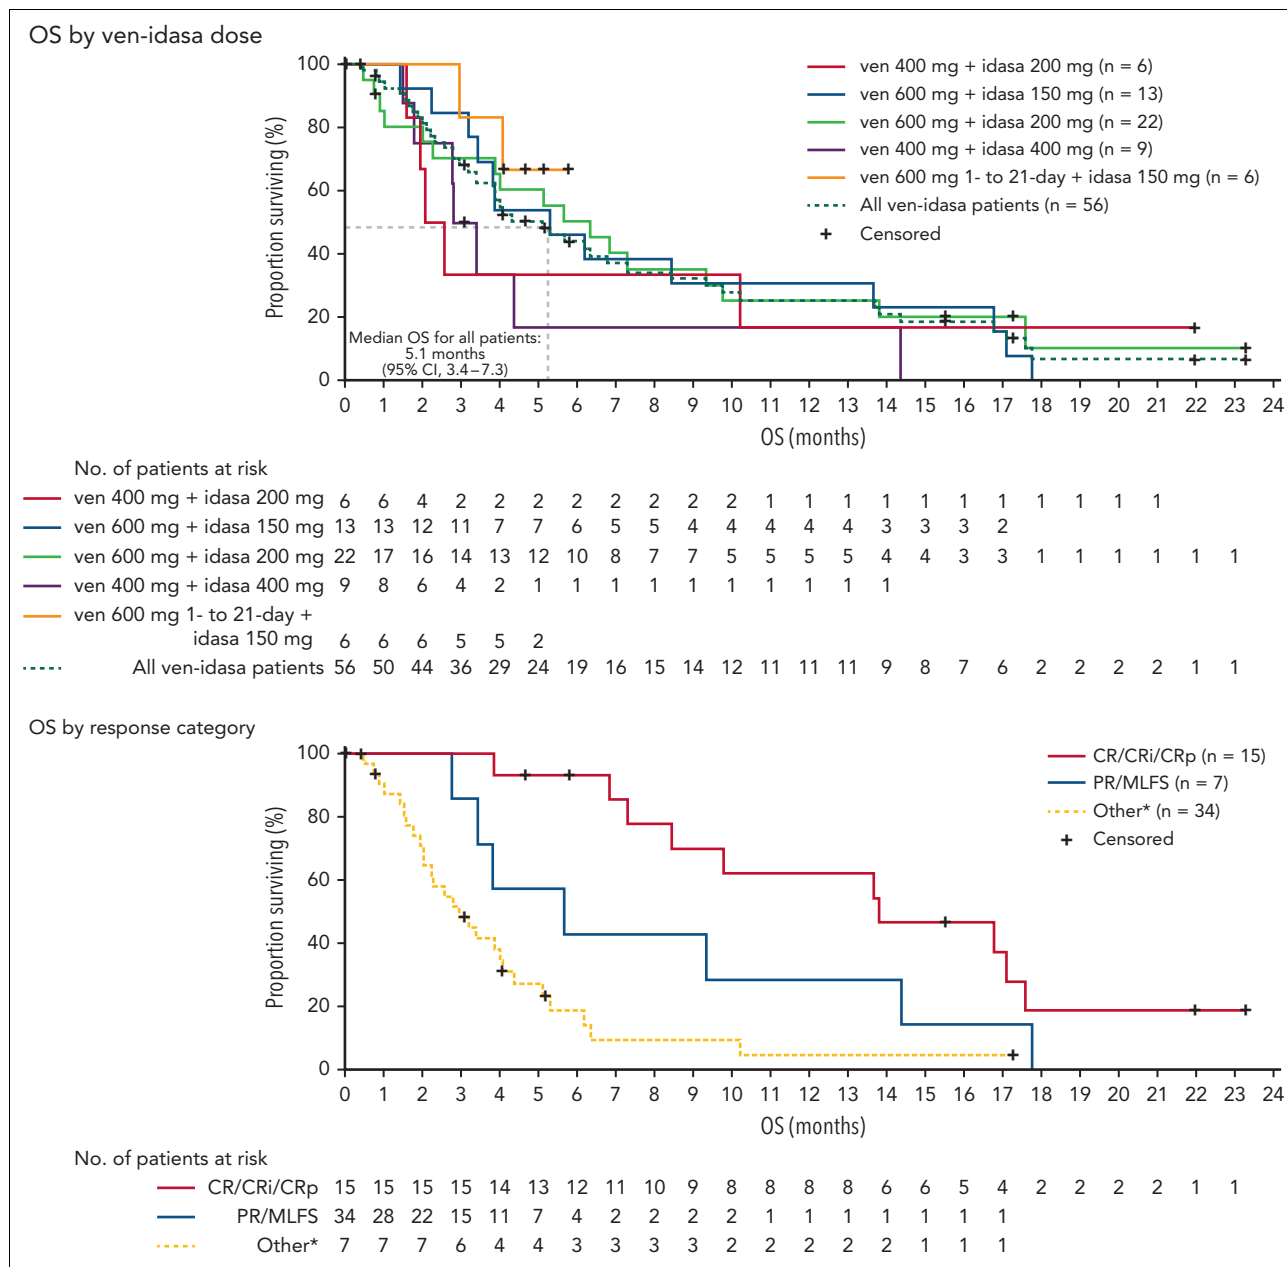 OS by ven-idasa dose
Proportion surviving (%)
100
80
60
40
20
0
ven 400 mg + idasa 200 mg (n = 6)
ven 600 mg + idasa 150 mg (n = 13)
ven 600 mg + idasa 200 mg (n = 22)
ven 400 mg + idasa 400 mg (n = 9)
ven 600 mg 1- to 21-day + idasa 150 mg (n = 6)
All ven-idasa patients (n = 56)
Censored
Median OS for all patients:
5.1 months
(95% CI, 3.4–7.3)
0 1 2 3 4 5 6 7 8 9 10 11 12 13 14 15 16 17 18 19 20 21 22 23 24
OS (months)
No. of patients at risk
ven 400 mg + idasa 200 mg 6 6 4 2 2 2 2 2 2 2 2 1 1 1 1 1 1 1 1 1 1 1
ven 600 mg + idasa 150 mg 13 13 12 11 7 7 6 5 5 4 4 4 4 4 3 3 3 2
ven 600 mg + idasa 200 mg 22 17 16 14 13 12 10 8 7 7 5 5 5 5 4 4 3 3 1 1 1 1 1 1
ven 400 mg + idasa 400 mg 9 8 6 4 2 1 1 1 1 1 1 1 1 1 1
ven 600 mg 1- to 21-day +
idasa 150 mg 6 6 6 5 5 2
All ven-idasa patients 56 50 44 36 29 24 19 16 15 14 12 11 11 11 9 8 7 6 2 2 2 2 1 1
OS by response category
Proportion surviving (%)
100
80
60
40
20
0
CR/CRi/CRp (n = 15)
PR/MLFS (n = 7)
Other* (n = 34)
Censored
0 1 2 3 4 5 6 7 8 9 10 11 12 13 14 15 16 17 18 19 20 21 22 23 24
OS (months)
No. of patients at risk
CR/CRi/CRp 15 15 15 15 14 13 12 11 10 9 8 8 8 8 6 6 5 4 2 2 2 2 1 1
PR/MLFS 34 28 22 15 11 7 4 2 2 2 2 1 1 1 1 1 1 1
Other* 7 7 7 6 4 4 3 3 3 3 2 2 2 2 2 1 1 1